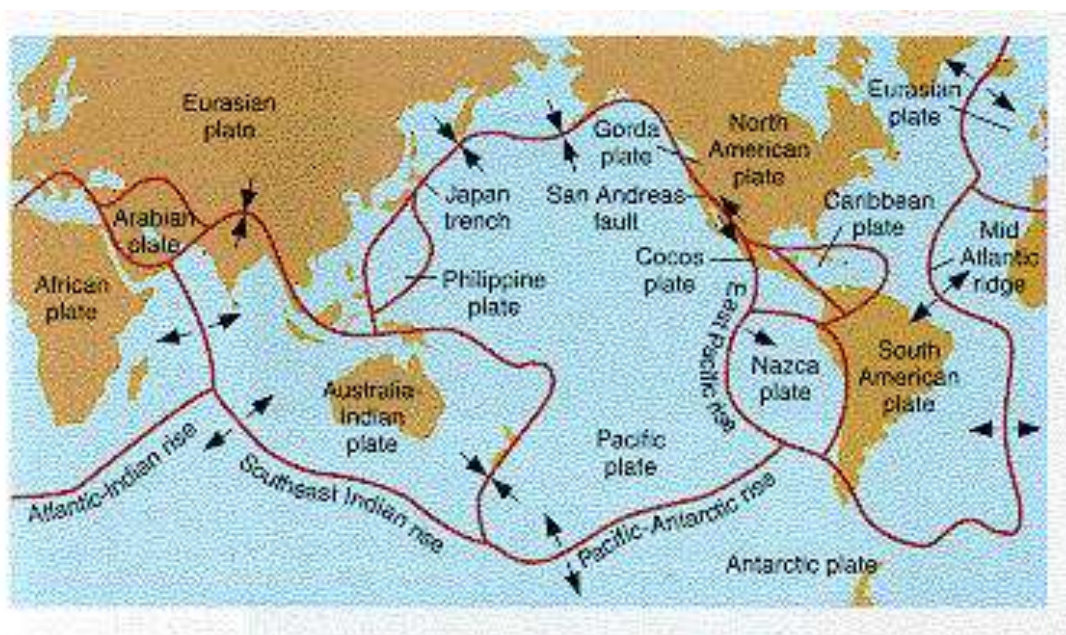 Eurasian
plate
Arabian
plate
African
plate
Japan
trench
Philippine
plate
Australia-
Indian
plate
Atlantic-Indian rise
Southeast Indian rise
Gorda
plate
San Andreas
fault
Cocos
plate
North
American
plate
Caribbean
plate
Eurasian
plate
Mid
Atlantic
ridge
East Pacific rise
Nazca
plate
South
American
plate
Pacific
plate
Pacific-Antarctic rise
Antarctic plate